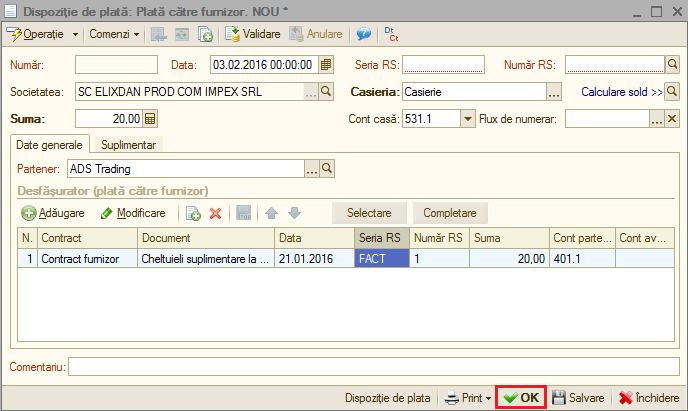 Dispoziţie de plată: Plată către furnizor. NOU *
Operaţie Comenzi Validare Anulare Dt Ct
Număr: Data: 03.02.2016 00:00:00 Seria RS: Număr RS:
Societatea: SC ELIXDAN PROD COM IMPEX SRL ... Casieria: Casierie ... Calculare sold >>
Suma: 20,00 Cont casă: 531.1 Flux de numerar: ...
Date generale Suplimentar
Partener: ADS Trading ...
Desfăşurator (plată către furnizor)
Adăugare Modificare Selectare Completare
N. Contract Document Data Seria RS Număr RS Suma Cont parte... Cont av...
1 Contract furnizor Cheltuieli suplimentare la ... 21.01.2016 FACT 1 20,00 401.1
Comentariu:
Dispoziţie de plata Print OK Salvare Închidere